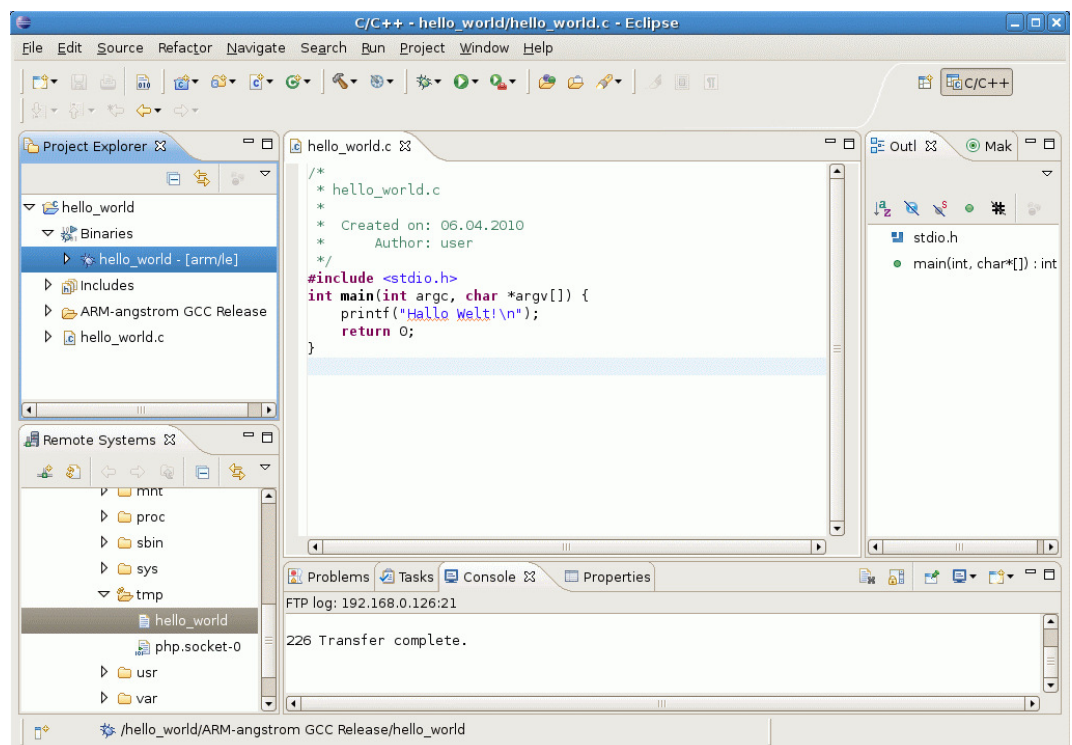 C/C++ - hello_world/hello_world.c - Eclipse
File Edit Source Refactor Navigate Search Run Project Window Help
C/C++
Project Explorer
hello_world
Binaries
hello_world - [arm/le]
Includes
ARM-angstrom GCC Release
hello_world.c
hello_world.c
/*
* hello_world.c
*
* Created on: 06.04.2010
* Author: user
*/
#include <stdio.h>
int main(int argc, char *argv[]) {
printf("Hallo Welt!\n");
return 0;
}
Outl Mak
stdio.h
main(int, char*[]) : int
Remote Systems
mnt
proc
sbin
sys
tmp
hello_world
php.socket-0
usr
var
Problems Tasks Console Properties
FTP log: 192.168.0.126:21
226 Transfer complete.
/hello_world/ARM-angstrom GCC Release/hello_world